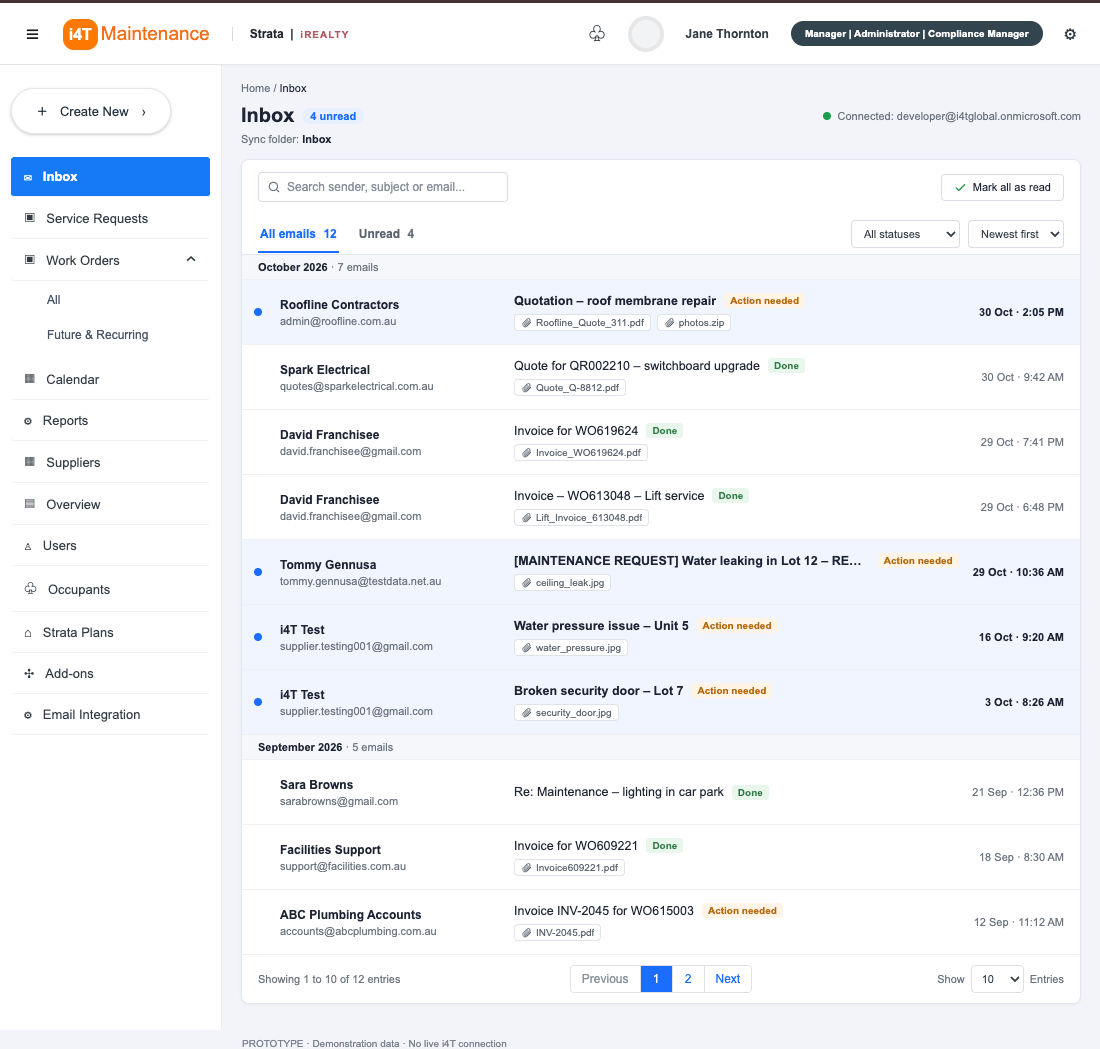 i4T Maintenance
Strata | iREALTY
Jane Thornton
Manager | Administrator | Compliance Manager
+ Create New ›
Inbox
Service Requests
Work Orders
All
Future & Recurring
Calendar
Reports
Suppliers
Overview
Users
Occupants
Strata Plans
Add-ons
Email Integration
Home / Inbox
Inbox 4 unread
Connected: developer@i4tglobal.onmicrosoft.com
Sync folder: Inbox
Search sender, subject or email...
Mark all as read
All emails 12 Unread 4
All statuses
Newest first
October 2026 · 7 emails
Roofline Contractors
admin@roofline.com.au
Quotation – roof membrane repair Action needed
Roofline_Quote_311.pdf photos.zip
30 Oct · 2:05 PM
Spark Electrical
quotes@sparkelectrical.com.au
Quote for QR002210 – switchboard upgrade Done
Quote_Q-8812.pdf
30 Oct · 9:42 AM
David Franchisee
david.franchisee@gmail.com
Invoice for WO619624 Done
Invoice_WO619624.pdf
29 Oct · 7:41 PM
David Franchisee
david.franchisee@gmail.com
Invoice – WO613048 – Lift service Done
Lift_Invoice_613048.pdf
29 Oct · 6:48 PM
Tommy Gennusa
tommy.gennusa@testdata.net.au
[MAINTENANCE REQUEST] Water leaking in Lot 12 – RE… Action needed
ceiling_leak.jpg
29 Oct · 10:36 AM
i4T Test
supplier.testing001@gmail.com
Water pressure issue – Unit 5 Action needed
water_pressure.jpg
16 Oct · 9:20 AM
i4T Test
supplier.testing001@gmail.com
Broken security door – Lot 7 Action needed
security_door.jpg
3 Oct · 8:26 AM
September 2026 · 5 emails
Sara Browns
sarabrowns@gmail.com
Re: Maintenance – lighting in car park Done
21 Sep · 12:36 PM
Facilities Support
support@facilities.com.au
Invoice for WO609221 Done
Invoice609221.pdf
18 Sep · 8:30 AM
ABC Plumbing Accounts
accounts@abcplumbing.com.au
Invoice INV-2045 for WO615003 Action needed
INV-2045.pdf
12 Sep · 11:12 AM
Showing 1 to 10 of 12 entries
Previous 1 2 Next
Show 10 Entries
PROTOTYPE · Demonstration data · No live i4T connection